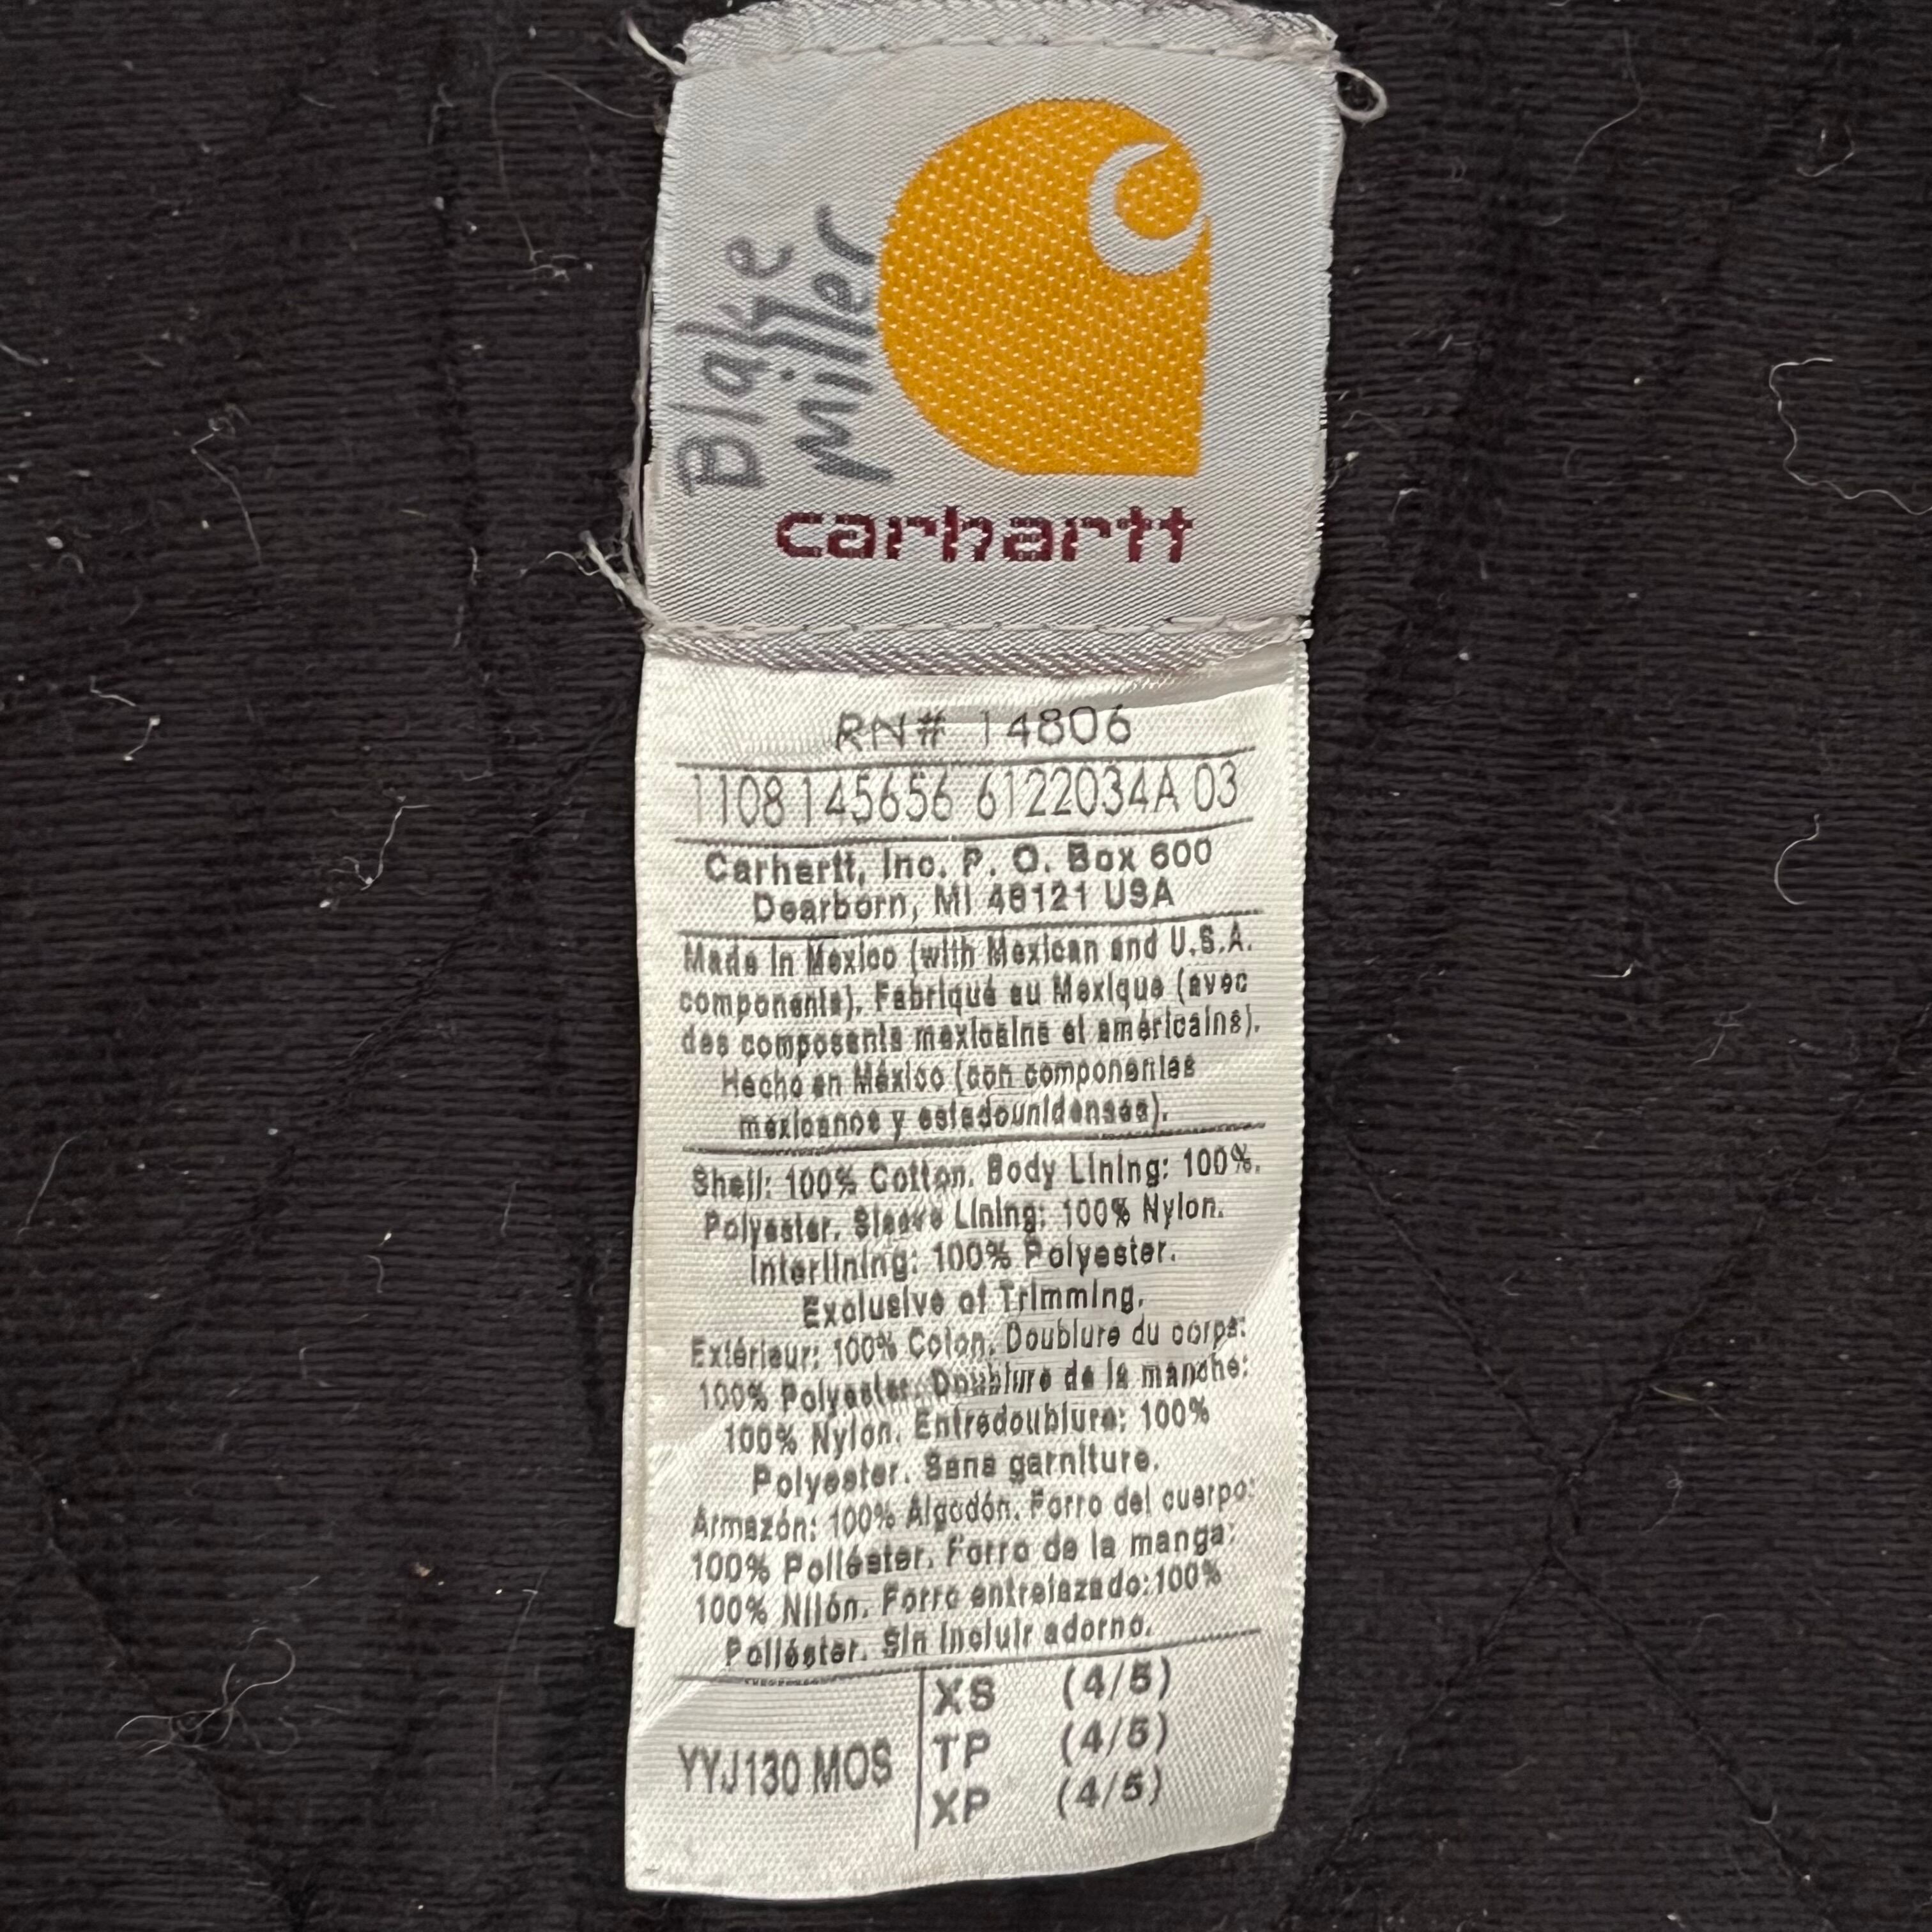 Blake
Miller
carhartt
RN# 14806
1108 145656 6122034A 03
Carhartt, Inc. P. O. Box 600
Dearborn, MI 48121 USA
Made In Mexico (with Mexican and U.S.A.
components). Fabriqué au Mexique (avec
des composants mexicains et américains).
Hecho en México (con componentes
mexicanos y estadounidenses).
Shell: 100% Cotton. Body Lining: 100%.
Polyester. Sleeve Lining: 100% Nylon.
Interlining: 100% Polyester.
Exclusive of Trimming.
Extérieur: 100% Coton. Doublure du corps:
100% Polyester. Doublure de la manche:
100% Nylon. Entredoublure: 100%
Polyester. Sans garniture.
Armazón: 100% Algodón. Forro del cuerpo:
100% Poliéster. Forro de la manga:
100% Nilón. Forro entrelazado:100%
Poliéster. Sin incluir adorno.
YYJ130 MOS
XS (4/5)
TP (4/5)
XP (4/5)